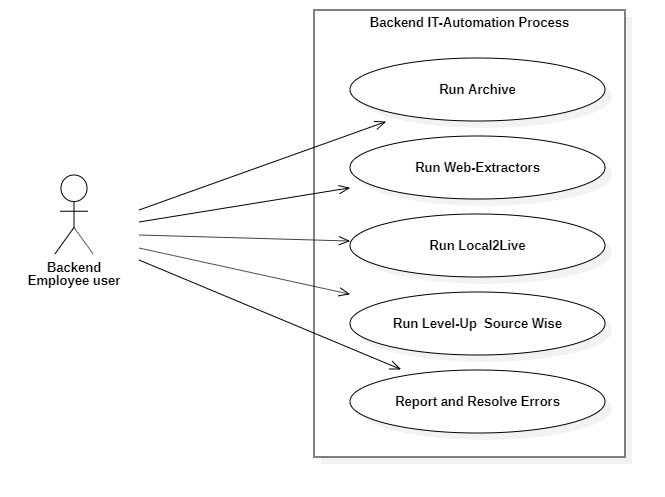 Backend IT-Automation Process
Run Archive
Run Web-Extractors
Run Local2Live
Run Level-Up  Source Wise
Report and Resolve Errors
Backend
Employee user